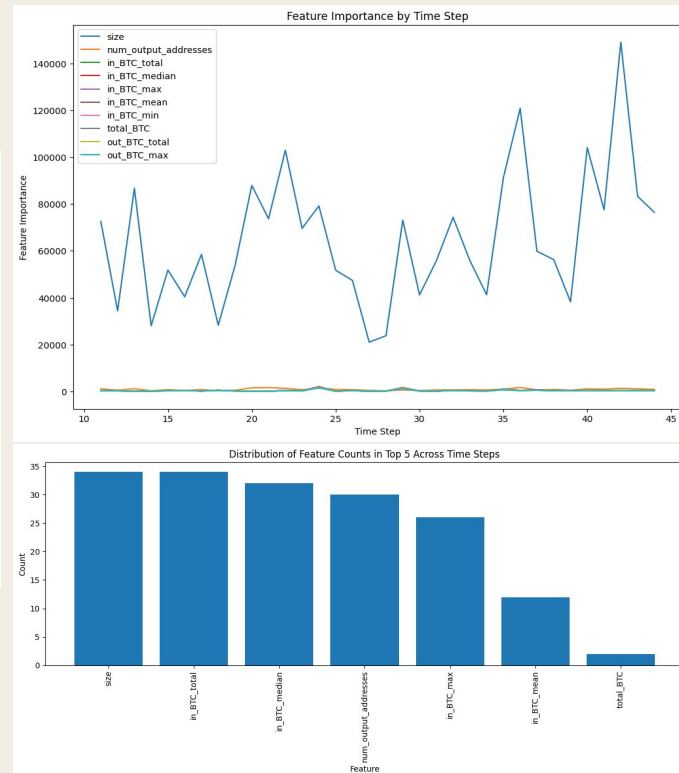 Feature Importance by Time Step
size
num_output_addresses
in_BTC_total
in_BTC_median
in_BTC_max
in_BTC_mean
in_BTC_min
total_BTC
out_BTC_total
out_BTC_max
140000
120000
100000
80000
60000
40000
20000
0
Feature Importance
10 15 20 25 30 35 40 45
Time Step
Distribution of Feature Counts in Top 5 Across Time Steps
35
30
25
20
15
10
5
0
Count
size
in_BTC_total
in_BTC_median
num_output_addresses
in_BTC_max
in_BTC_mean
total_BTC
Feature